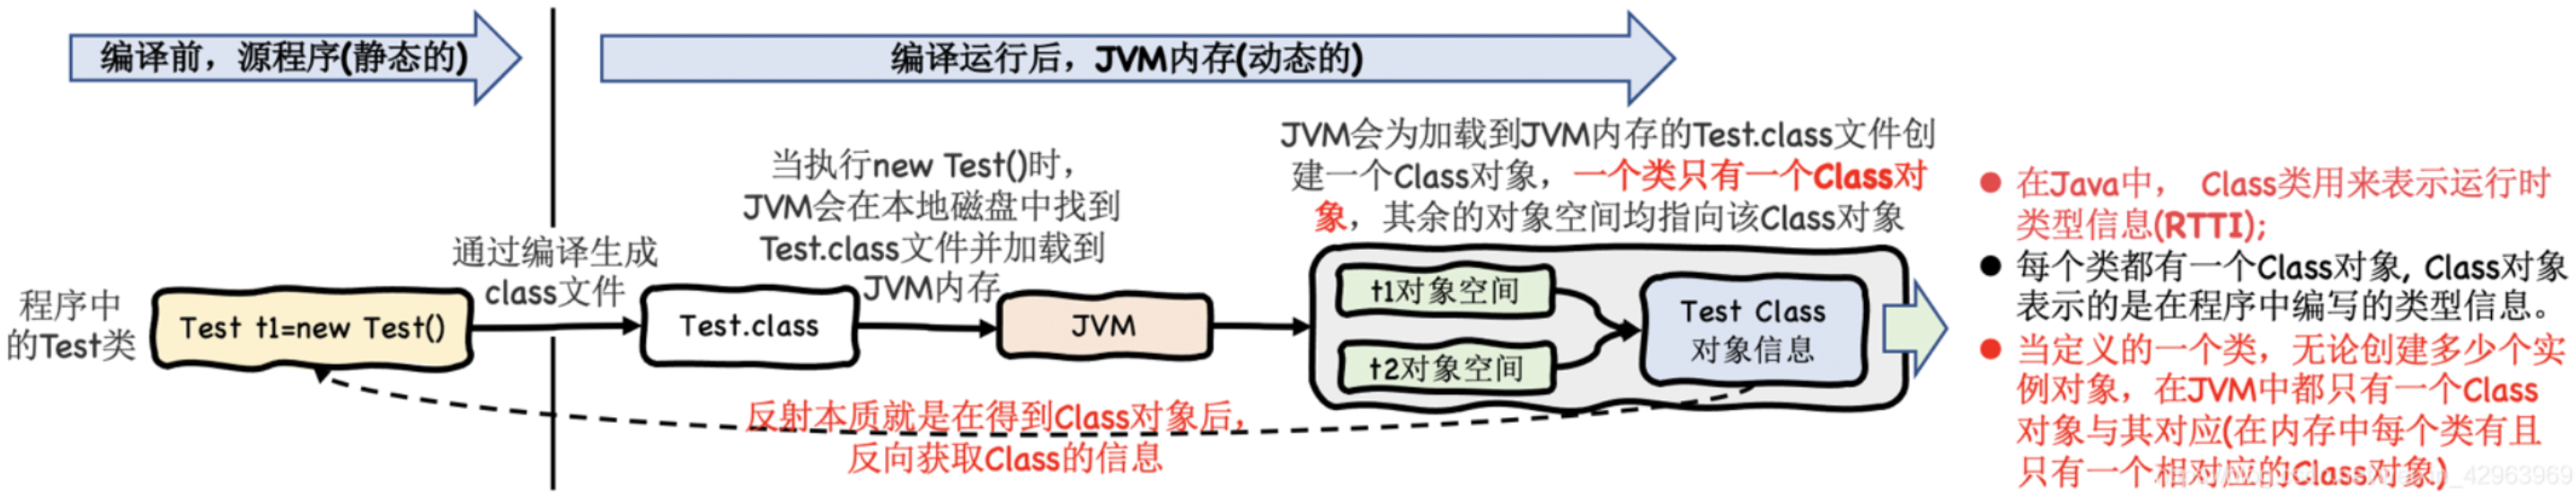 编译前，源程序(静态的)
编译运行后，JVM内存(动态的)
程序中
的Test类
Test t1=new Test()
通过编译生成
class文件
Test.class
当执行new Test()时，
JVM会在本地磁盘中找到
Test.class文件并加载到
JVM内存
JVM
JVM会为加载到JVM内存的Test.class文件创
建一个Class对象，一个类只有一个Class对
象，其余的对象空间均指向该Class对象
t1对象空间
t2对象空间
Test Class
对象信息
反射本质就是在得到Class对象后，
反向获取Class的信息
在Java中， Class类用来表示运行时
类型信息(RTTI);
每个类都有一个Class对象, Class对象
表示的是在程序中编写的类型信息。
当定义的一个类，无论创建多少个实
例对象，在JVM中都只有一个Class
对象与其对应(在内存中每个类有且
只有一个相对应的Class对象)
_42963969